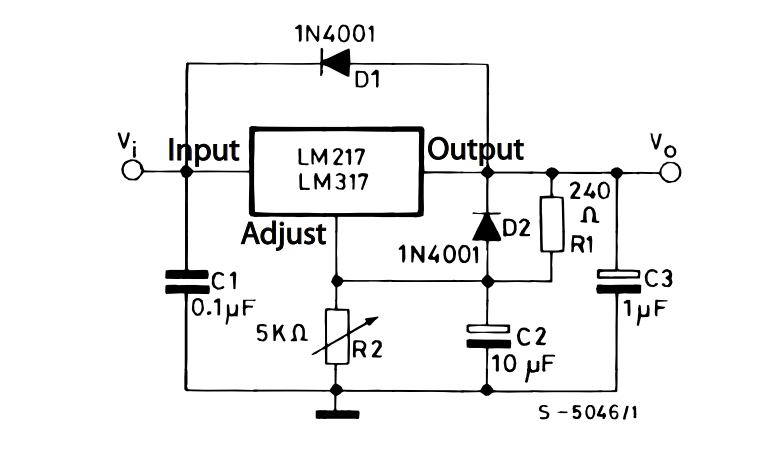 1N4001
D1
Vi
Input
LM217
LM317
Output
Vo
Adjust
240
Ω
R1
D2
1N4001
C1
0.1µF
C3
1µF
5KΩ
R2
C2
10 µF
S-5046/1